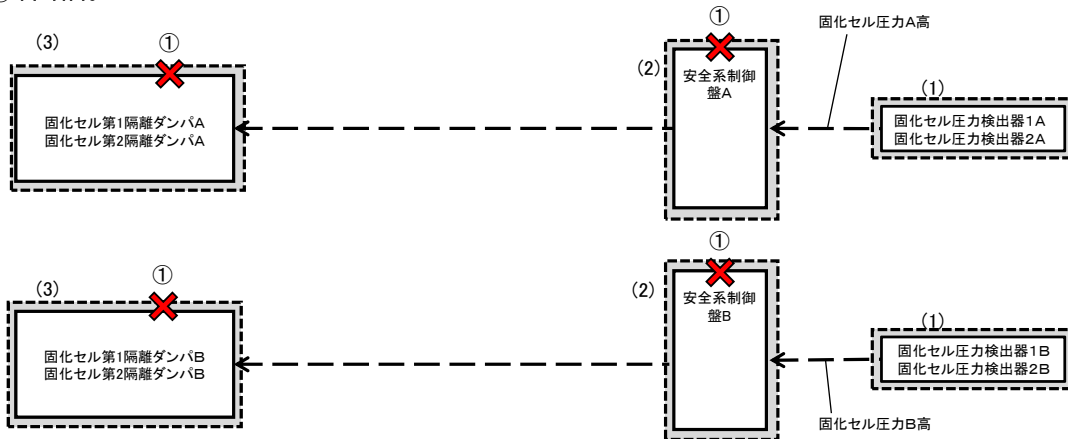 ①
固化セル圧力A高
(3)
①
(2)
安全系制御
盤A
(1)
固化セル第1隔離ダンパA
固化セル第2隔離ダンパA
固化セル圧力検出器1A
固化セル圧力検出器2A
①
(3)
①
(2)
安全系制御
盤B
(1)
固化セル第1隔離ダンパB
固化セル第2隔離ダンパB
固化セル圧力検出器1B
固化セル圧力検出器2B
固化セル圧力B高